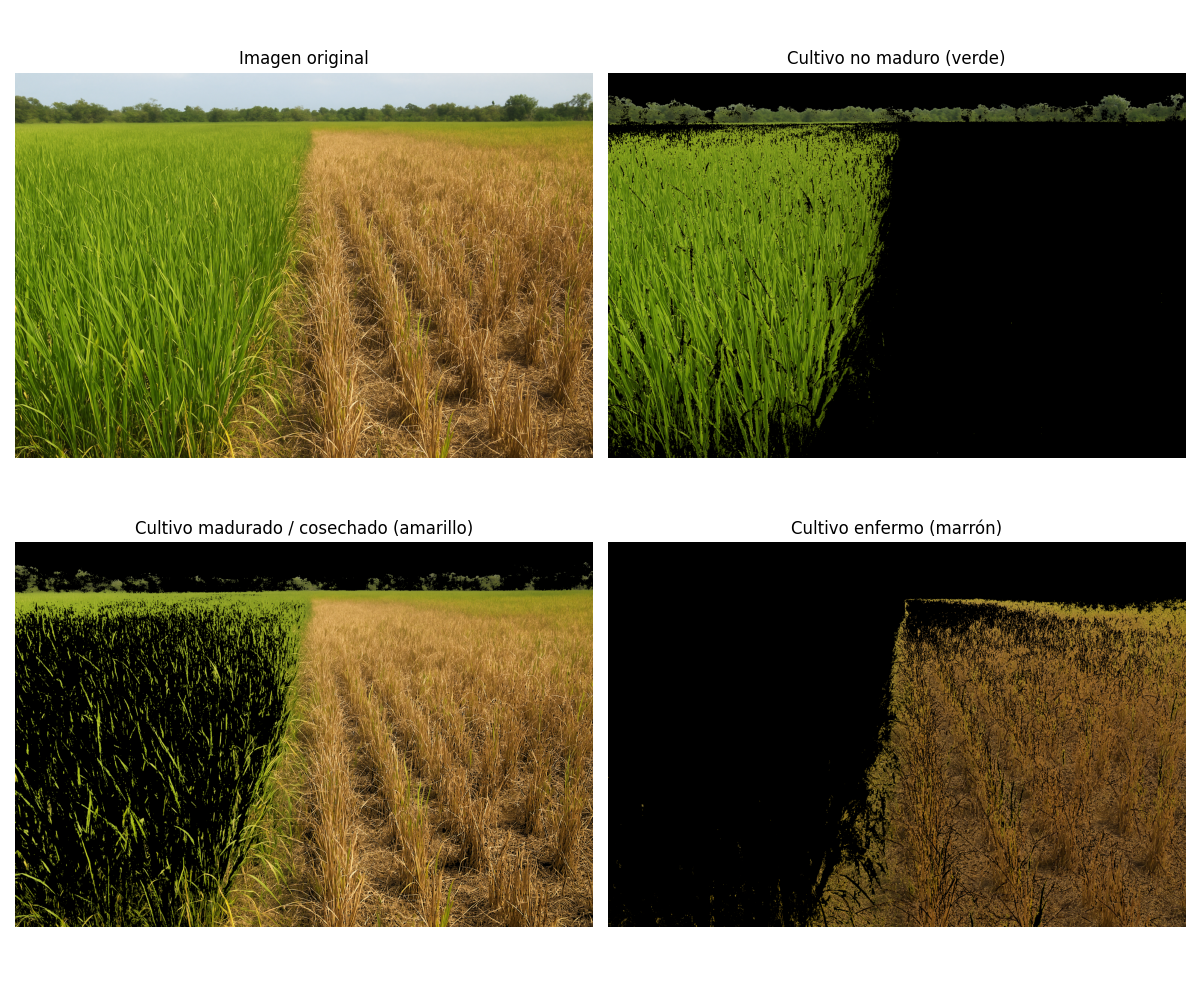 Imagen original
Cultivo no maduro (verde)
Cultivo madurado / cosechado (amarillo)
Cultivo enfermo (marrón)